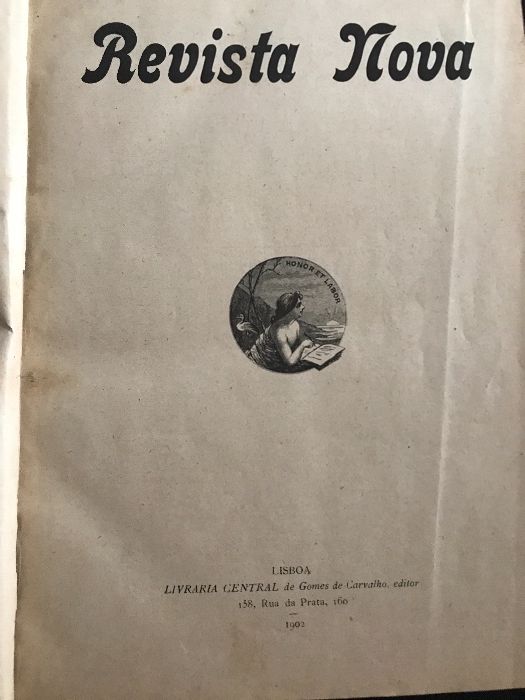 Revista Nova
HONOR ET LABOR
LISBOA
LIVRARIA CENTRAL de Gomes de Carvalho, editor
158, Rua da Prata, 160
1902